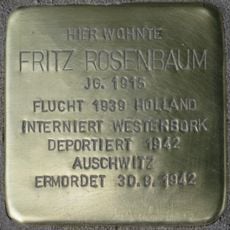 HIER WOHNTE
FRITZ ROSENBAUM
JG. 1915
FLUCHT 1939 HOLLAND
INTERNIERT WESTERBORK
DEPORTIERT 1942
AUSCHWITZ
ERMORDET 30.9.1942